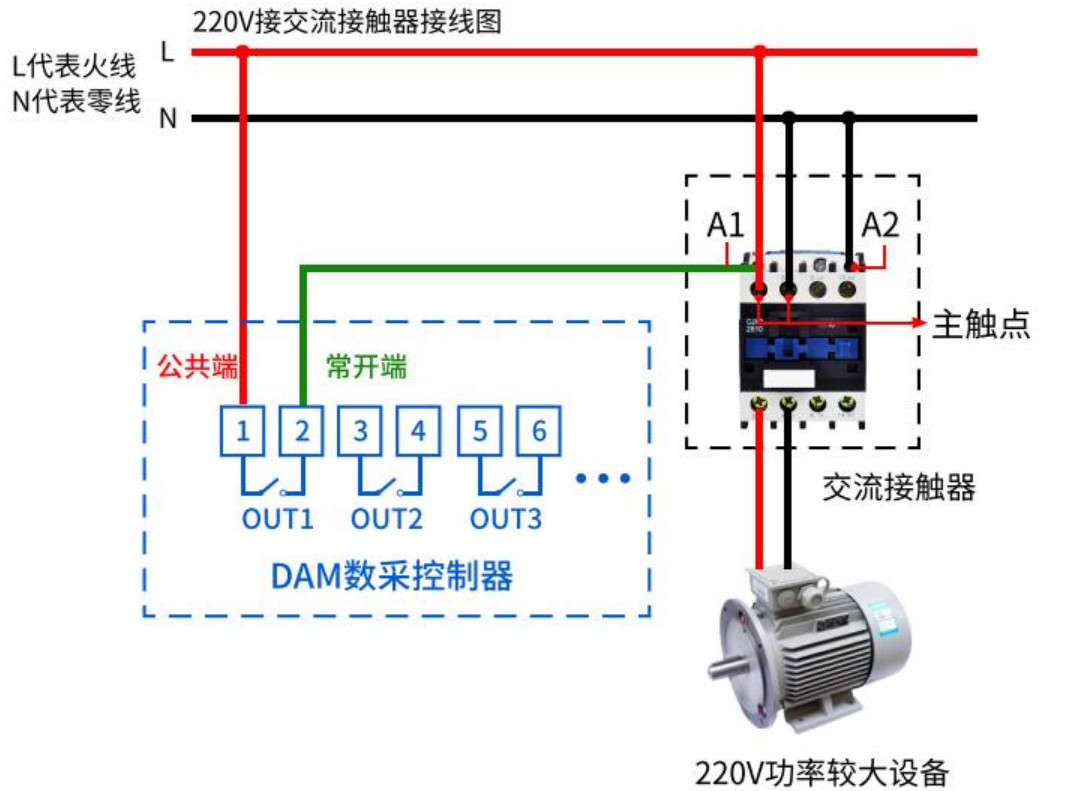 220V接交流接触器接线图
L代表火线
N代表零线
L
N
A1
A2
主触点
公共端
常开端
1
2
3
4
5
6
OUT1
OUT2
OUT3
DAM数采控制器
交流接触器
220V功率较大设备